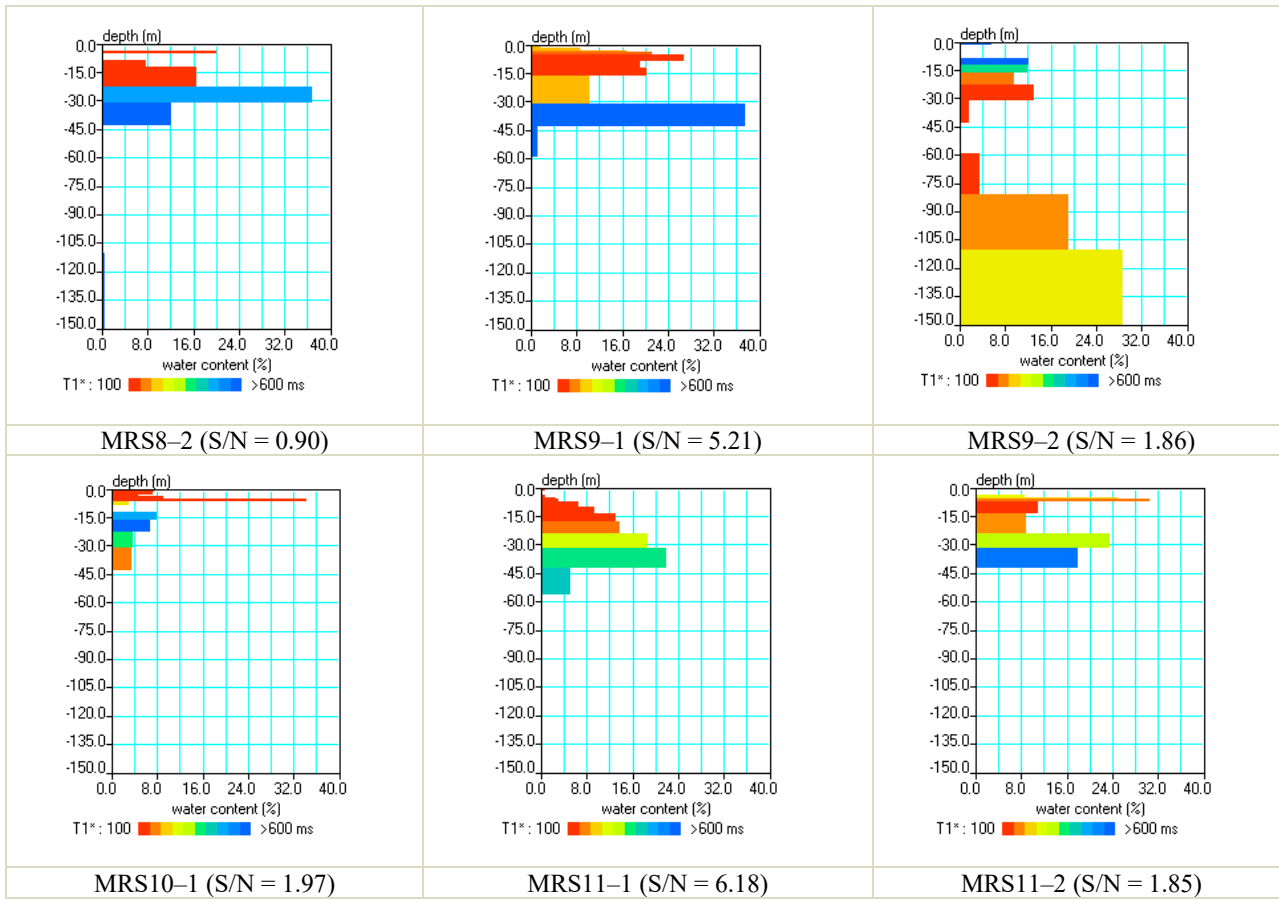 depth (m)
0.0
-15.0
-30.0
-45.0
-60.0
-75.0
-90.0
-105.0
-120.0
-135.0
-150.0
0.0 8.0 16.0 24.0 32.0 40.0
water content (%)
T1* : 100 >600 ms
MRS8–2 (S/N = 0.90)
depth (m)
0.0
-15.0
-30.0
-45.0
-60.0
-75.0
-90.0
-105.0
-120.0
-135.0
-150.0
0.0 8.0 16.0 24.0 32.0 40.0
water content (%)
T1* : 100 >600 ms
MRS9–1 (S/N = 5.21)
depth (m)
0.0
-15.0
-30.0
-45.0
-60.0
-75.0
-90.0
-105.0
-120.0
-135.0
-150.0
0.0 8.0 16.0 24.0 32.0 40.0
water content (%)
T1* : 100 >600 ms
MRS9–2 (S/N = 1.86)
depth (m)
0.0
-15.0
-30.0
-45.0
-60.0
-75.0
-90.0
-105.0
-120.0
-135.0
-150.0
0.0 8.0 16.0 24.0 32.0 40.0
water content (%)
T1* : 100 >600 ms
MRS10–1 (S/N = 1.97)
depth (m)
0.0
-15.0
-30.0
-45.0
-60.0
-75.0
-90.0
-105.0
-120.0
-135.0
-150.0
0.0 8.0 16.0 24.0 32.0 40.0
water content (%)
T1* : 100 >600 ms
MRS11–1 (S/N = 6.18)
depth (m)
0.0
-15.0
-30.0
-45.0
-60.0
-75.0
-90.0
-105.0
-120.0
-135.0
-150.0
0.0 8.0 16.0 24.0 32.0 40.0
water content (%)
T1* : 100 >600 ms
MRS11–2 (S/N = 1.85)